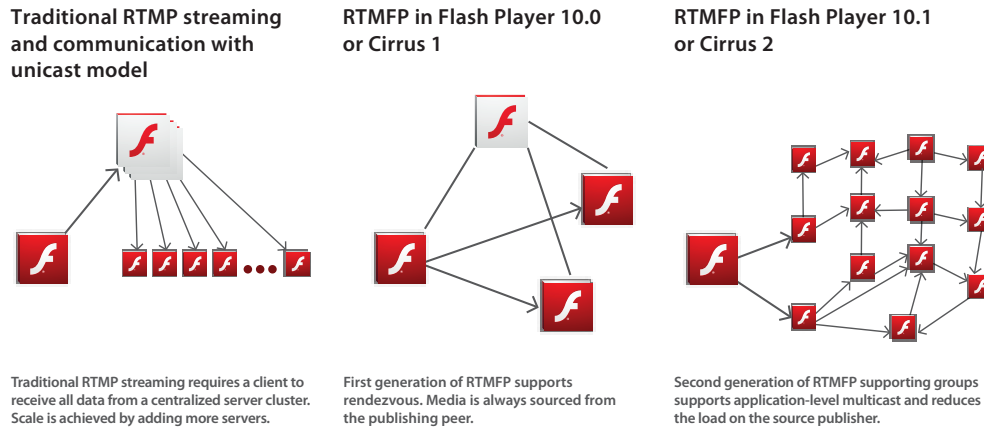 Traditional RTMP streaming
and communication with
unicast model
Traditional RTMP streaming requires a client to
receive all data from a centralized server cluster.
Scale is achieved by adding more servers.
RTMFP in Flash Player 10.0
or Cirrus 1
First generation of RTMFP supports
rendezvous. Media is always sourced from
the publishing peer.
RTMFP in Flash Player 10.1
or Cirrus 2
Second generation of RTMFP supporting groups
supports application-level multicast and reduces
the load on the source publisher.